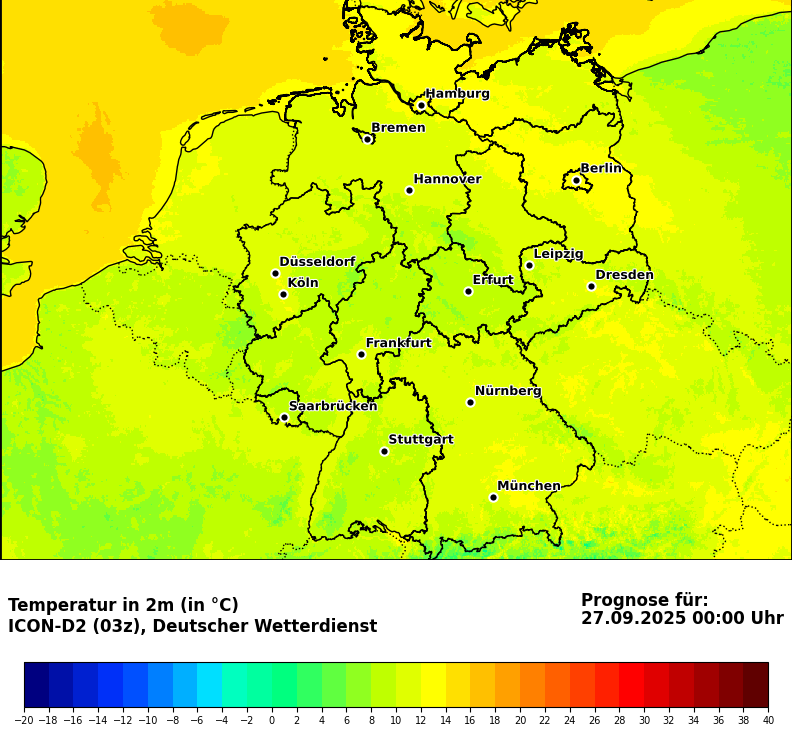 Hamburg
Bremen
Berlin
Hannover
Leipzig
Düsseldorf
Dresden
Köln
Erfurt
Frankfurt
Nürnberg
Saarbrücken
Stuttgart
München
Temperatur in 2m (in °C)
ICON-D2 (03z), Deutscher Wetterdienst
Prognose für:
27.09.2025 00:00 Uhr
−20 −18 −16 −14 −12 −10 −8 −6 −4 −2 0 2 4 6 8 10 12 14 16 18 20 22 24 26 28 30 32 34 36 38 40